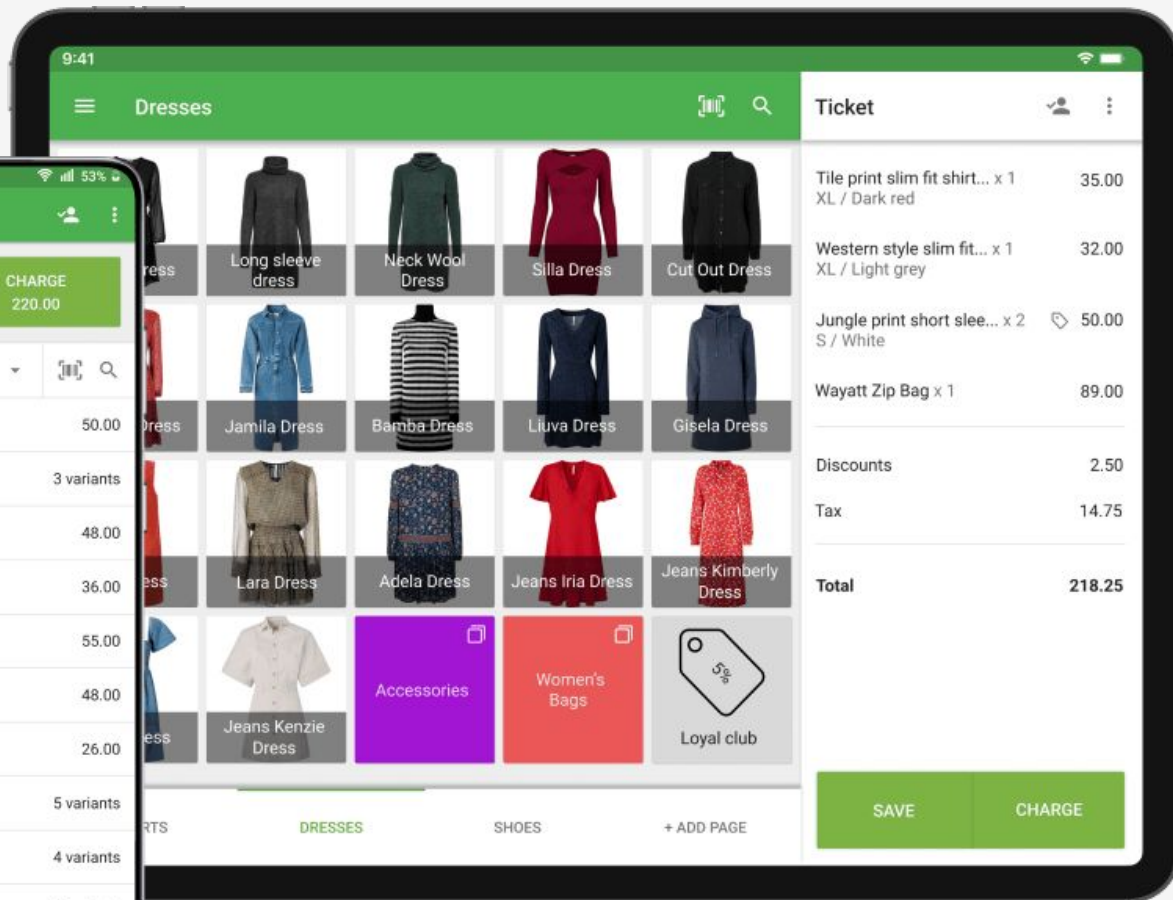 9:41
Dresses
Ticket
Tile print slim fit shirt... x 1 35.00
XL / Dark red
Western style slim fit... x 1 32.00
XL / Light grey
Jungle print short slee... x 2 50.00
S / White
Wayatt Zip Bag x 1 89.00
Discounts 2.50
Tax 14.75
Total 218.25
SAVE
CHARGE
ress
Long sleeve
dress
Neck Wool
Dress
Silla Dress
Cut Out Dress
Dress
Jamila Dress
Bamba Dress
Liuva Dress
Gisela Dress
ess
Lara Dress
Adela Dress
Jeans Iria Dress
Jeans Kimberly
Dress
ess
Jeans Kenzie
Dress
Accessories
Women's
Bags
5%
Loyal club
RTS
DRESSES
SHOES
+ ADD PAGE
53%
CHARGE
220.00
50.00
3 variants
48.00
36.00
55.00
48.00
26.00
5 variants
4 variants